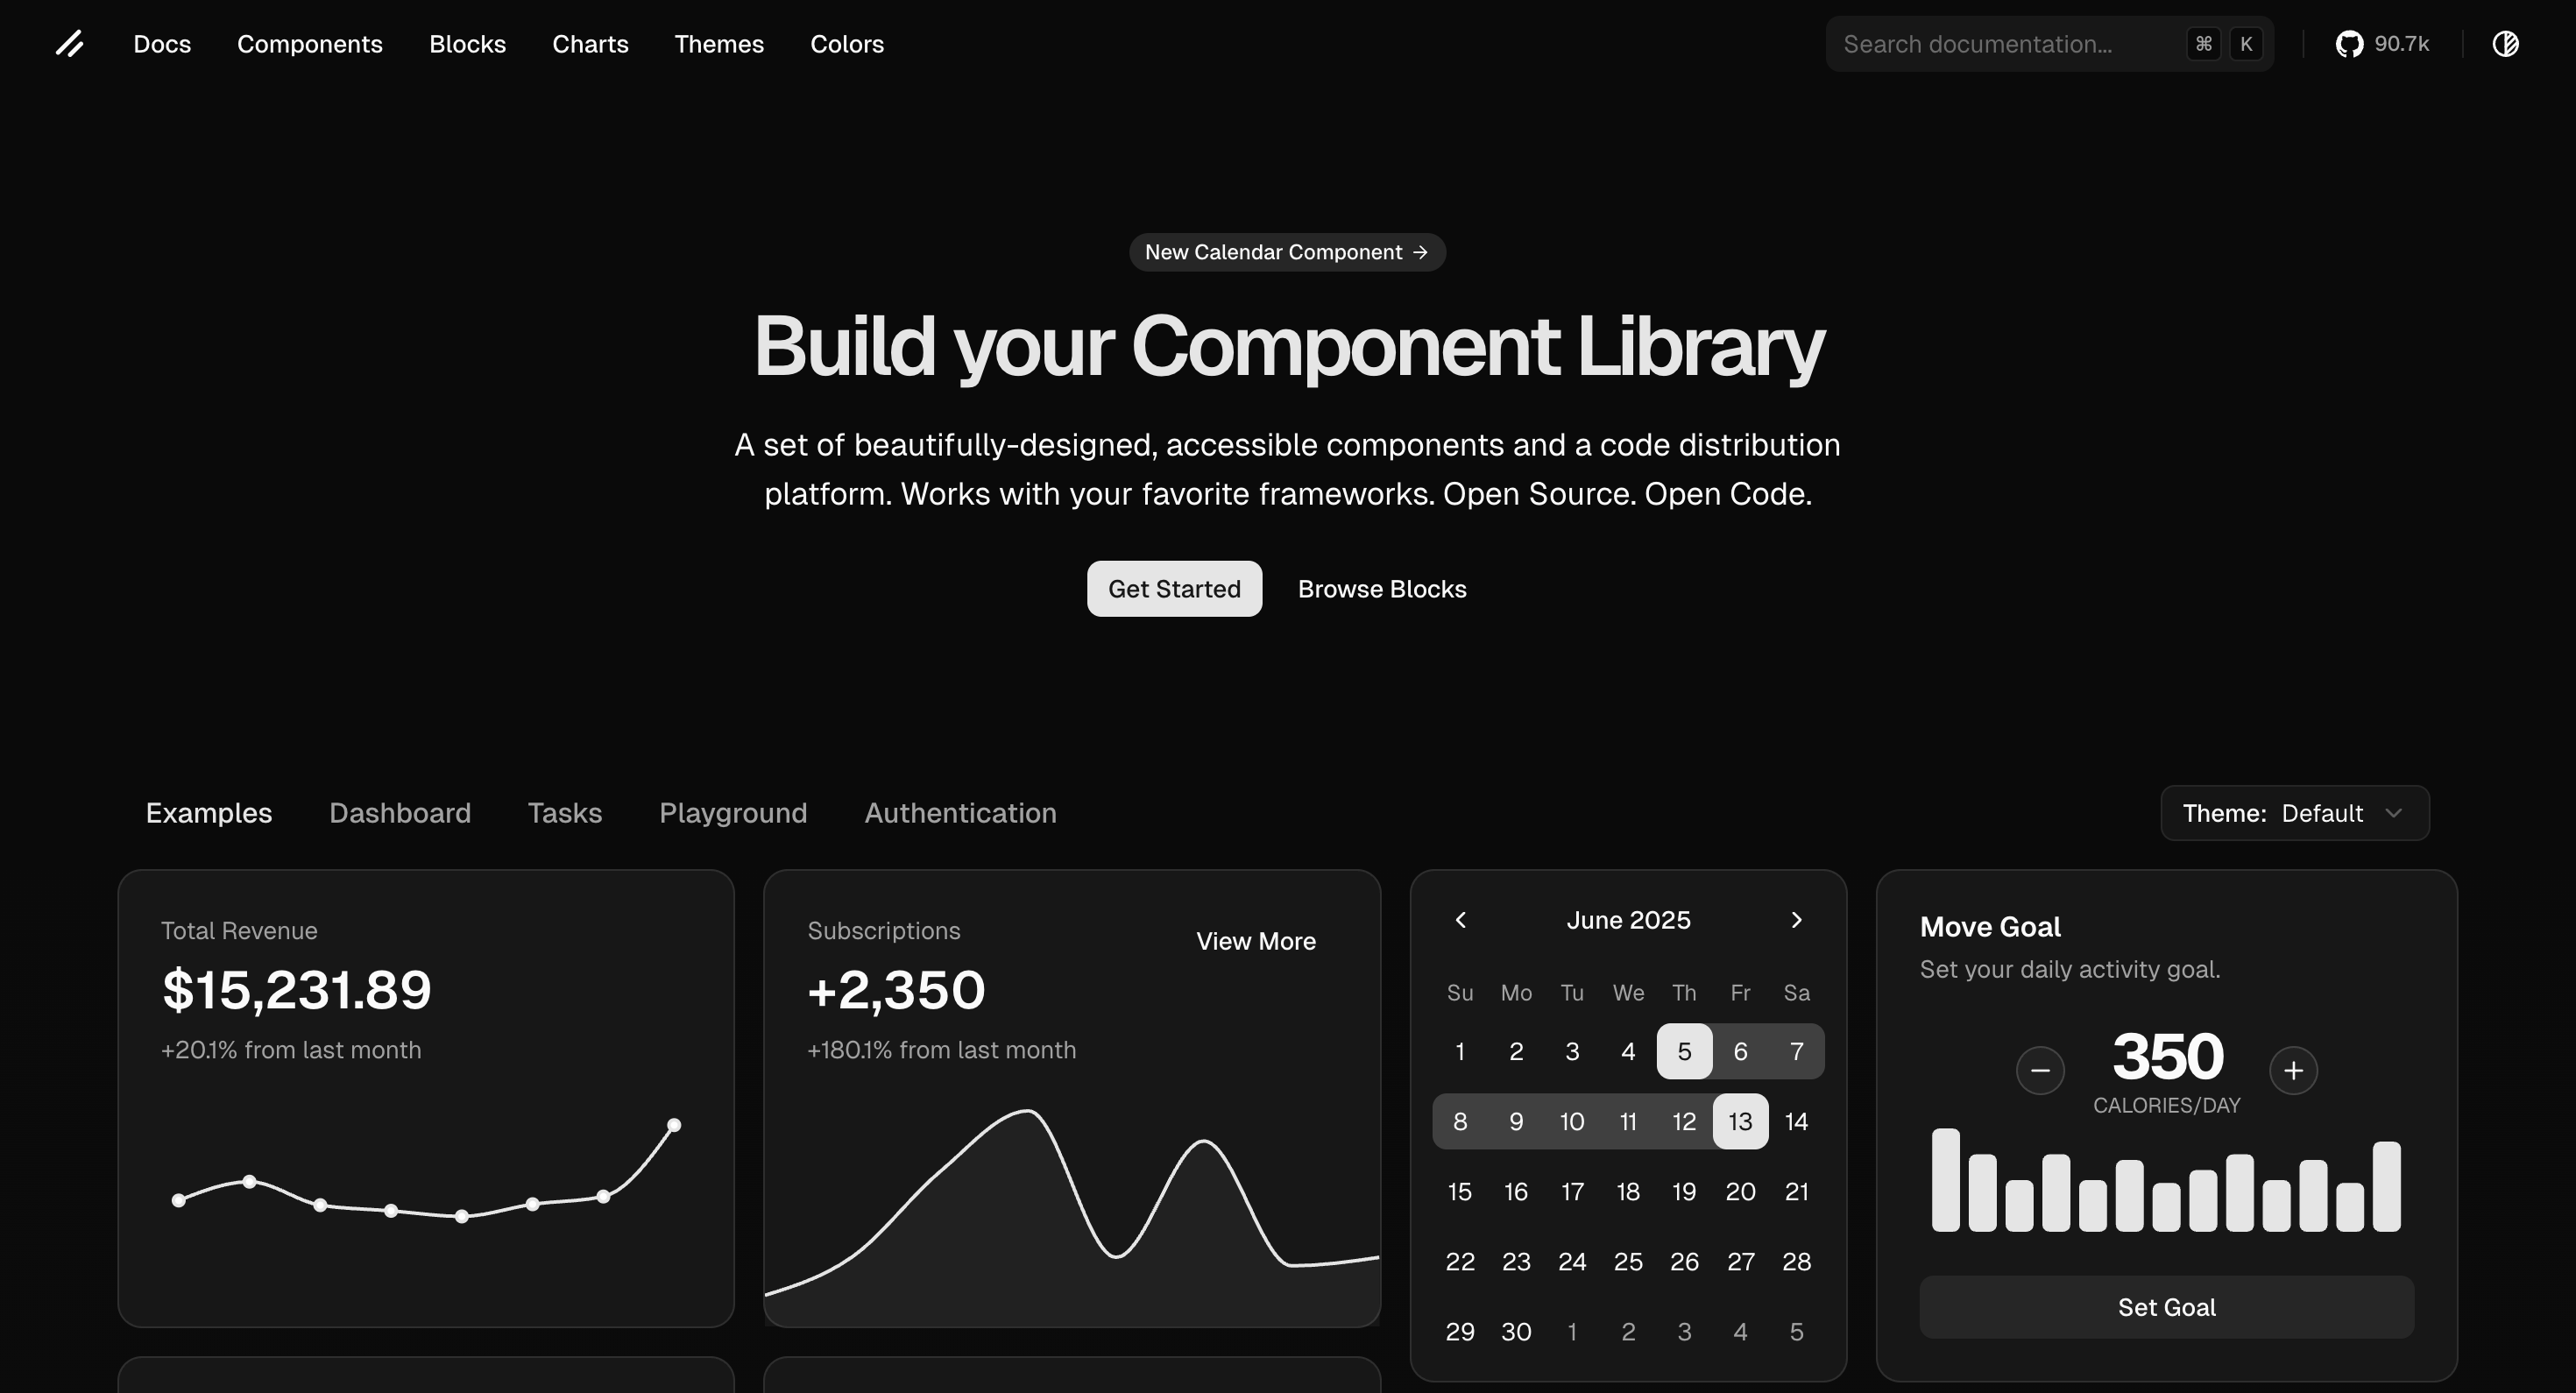 Docs Components Blocks Charts Themes Colors
Search documentation... ⌘ K 90.7k
New Calendar Component →
Build your Component Library
A set of beautifully-designed, accessible components and a code distribution
platform. Works with your favorite frameworks. Open Source. Open Code.
Get Started Browse Blocks
Examples Dashboard Tasks Playground Authentication
Theme: Default
Total Revenue
$15,231.89
+20.1% from last month
Subscriptions
View More
+2,350
+180.1% from last month
June 2025
Su Mo Tu We Th Fr Sa
1 2 3 4 5 6 7
8 9 10 11 12 13 14
15 16 17 18 19 20 21
22 23 24 25 26 27 28
29 30 1 2 3 4 5
Move Goal
Set your daily activity goal.
350
CALORIES/DAY
Set Goal